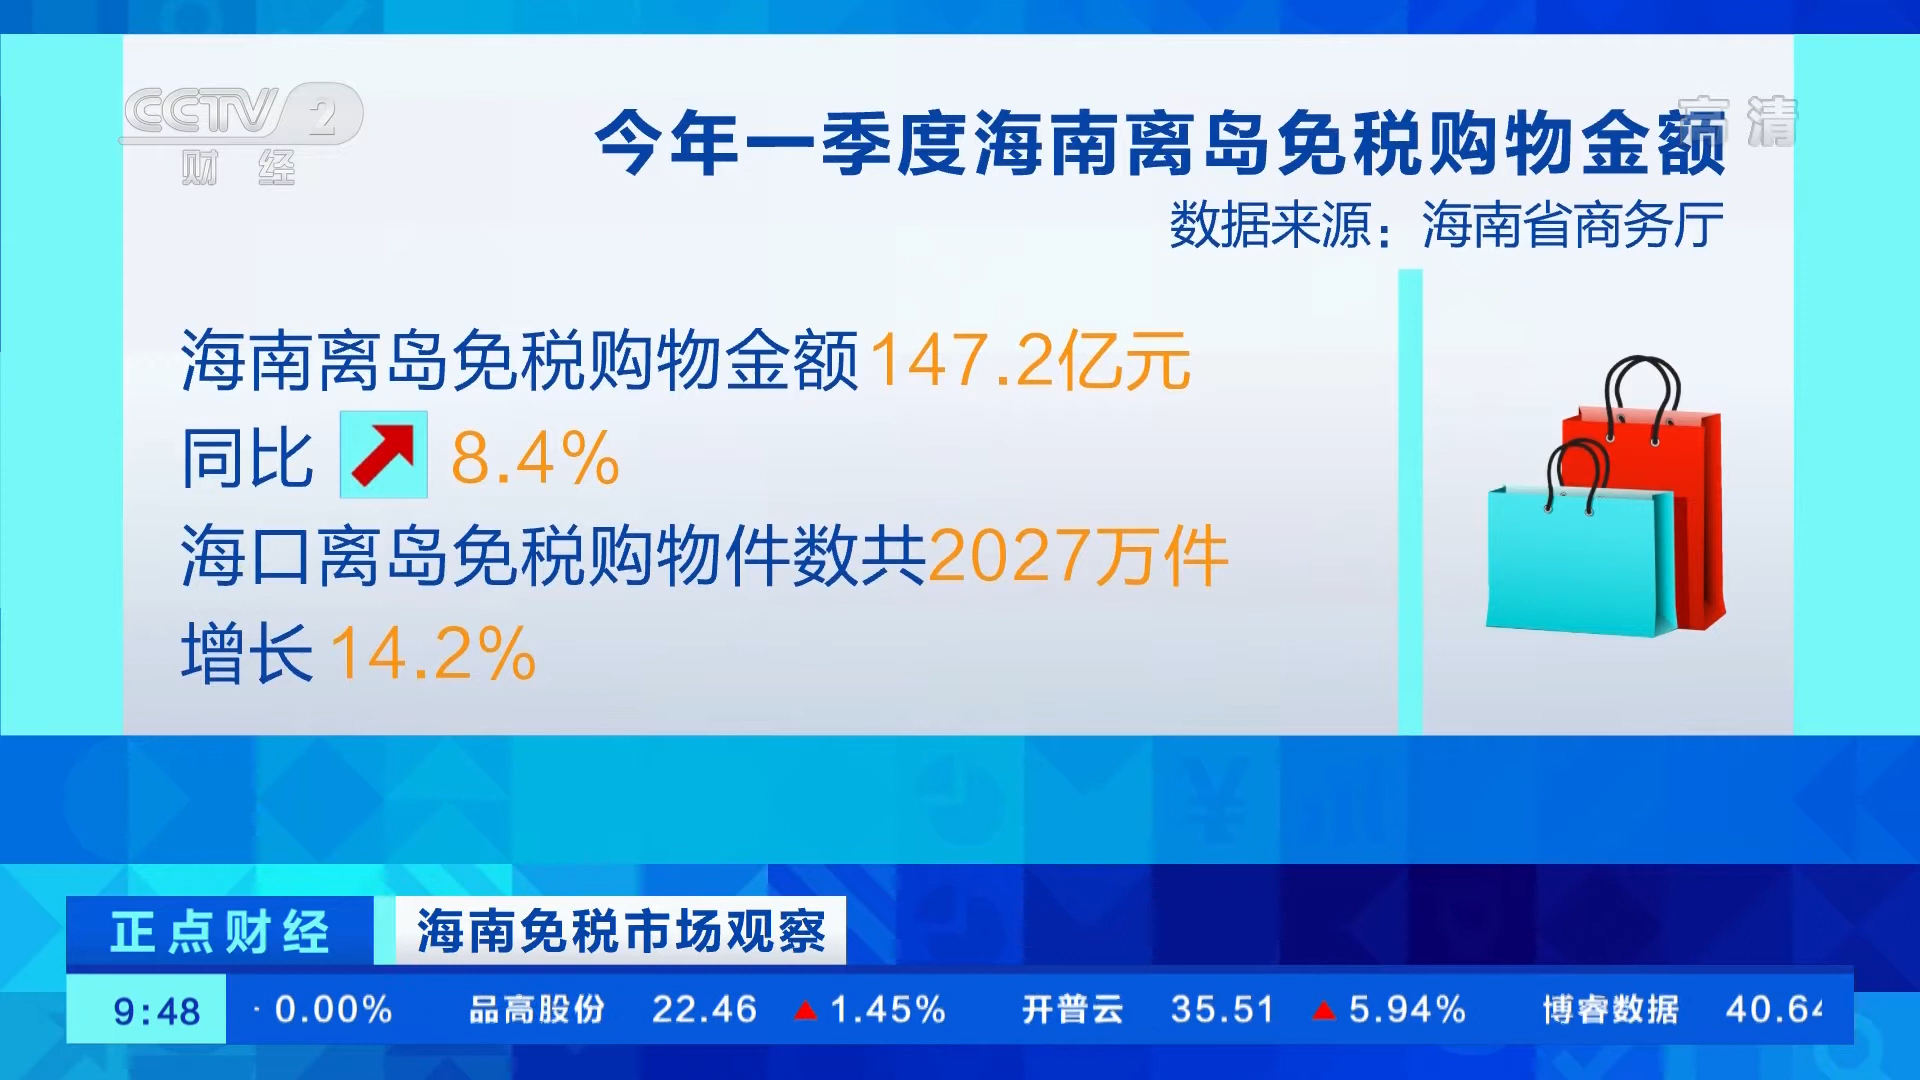 CCTV 2
财 经
高 清
今年一季度海南离岛免税购物金额
数据来源：海南省商务厅
海南离岛免税购物金额147.2亿元
同比 8.4%
海口离岛免税购物件数共2027万件
增长14.2%
正点财经 海南免税市场观察
9:48 0.00% 品高股份 22.46 ▲1.45% 开普云 35.51 ▲5.94% 博睿数据 40.64